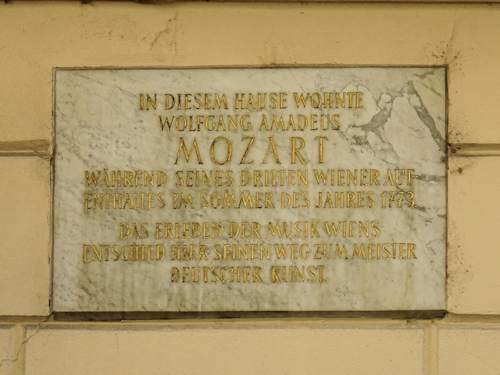 IN DIESEM HAUSE WOHNTE
WOLFGANG AMADEUS
MOZART
WÄHREND SEINES DRITTEN WIENER AUF
ENTHALTES IM SOMMER DES JAHRES 1773.
DAS ERLEBEN DER MUSIK WIENS
ENTSCHIED ÜBER SEINEN WEG ZUM MEISTER
DEUTSCHER KUNST.